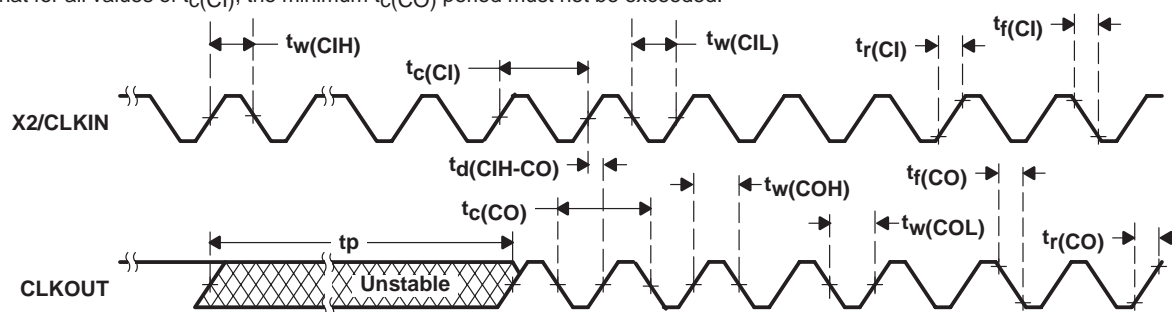 that for all values of tc(CI), the minimum tc(CO) period must not be exceeded.
tw(CIH)
tc(CI)
tw(CIL)
tr(CI)
tf(CI)
X2/CLKIN
td(CIH-CO)
tc(CO)
tw(COH)
tf(CO)
tw(COL)
tr(CO)
tp
CLKOUT
Unstable